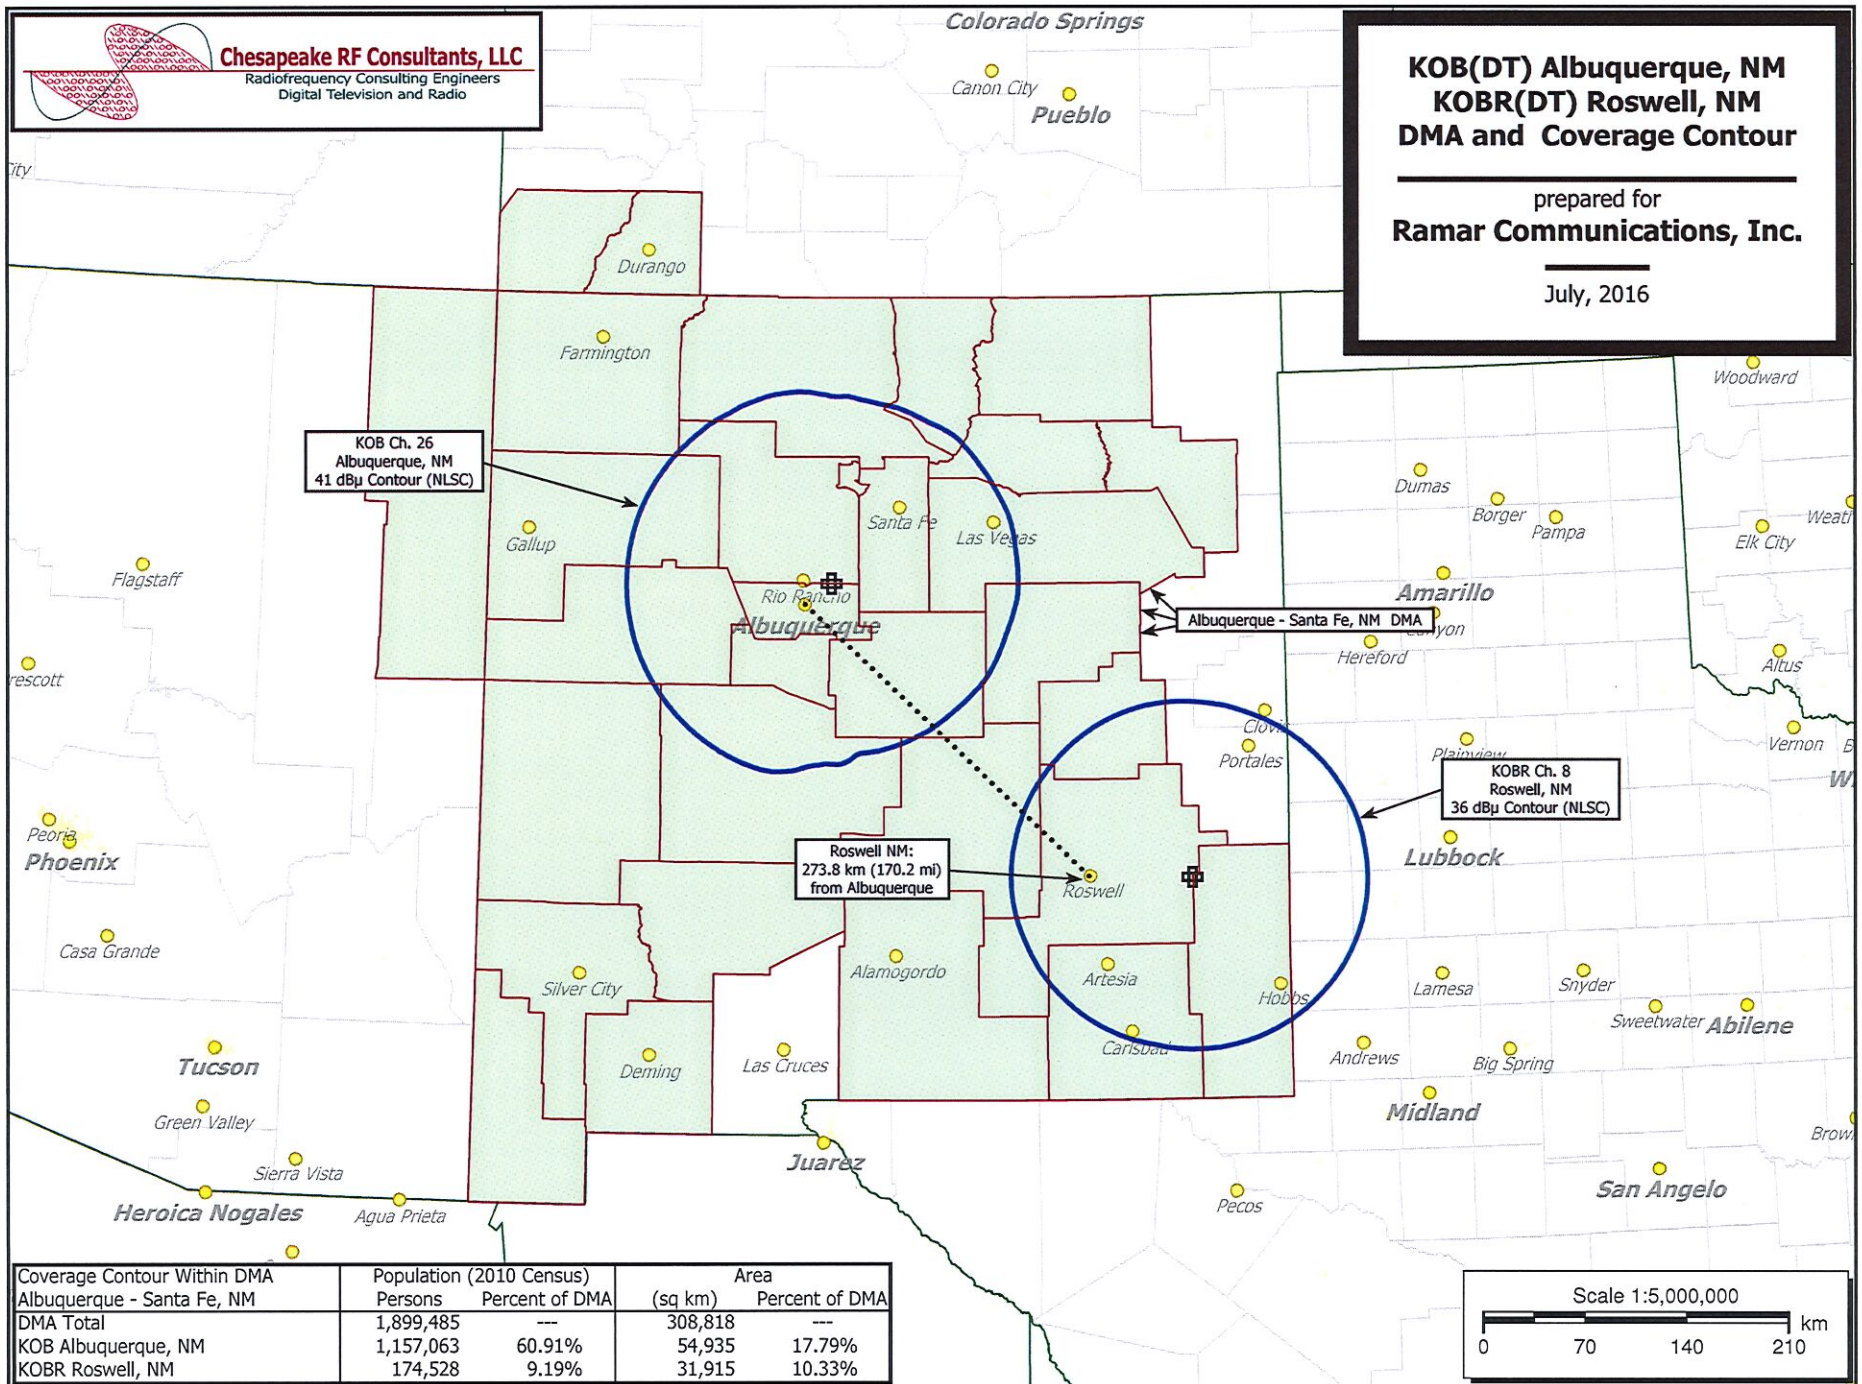 Chesapeake RF Consultants, LLC
Radiofrequency Consulting Engineers
Digital Television and Radio
KOB(DT) Albuquerque, NM
KOBR(DT) Roswell, NM
DMA and Coverage Contour
prepared for
Ramar Communications, Inc.
July, 2016
Colorado Springs
Canon City
Pueblo
City
Durango
Farmington
Woodward
KOB Ch. 26
Albuquerque, NM
41 dBµ Contour (NLSC)
Dumas
Borger
Pampa
Elk City
Gallup
Santa Fe
Las Vegas
Flagstaff
Amarillo
Rio Rancho
Albuquerque
Albuquerque - Santa Fe, NM DMA
Hereford
Altus
rescott
Clovis
Portales
Plainview
Vernon
KOBR Ch. 8
Roswell, NM
36 dBµ Contour (NLSC)
Peoria
Phoenix
Lubbock
Roswell NM:
273.8 km (170.2 mi)
from Albuquerque
Roswell
Casa Grande
Silver City
Alamogordo
Artesia
Hobbs
Lamesa
Snyder
Sweetwater
Abilene
Carlsbad
Andrews
Big Spring
Tucson
Deming
Las Cruces
Green Valley
Midland
Juarez
Sierra Vista
San Angelo
Heroica Nogales
Agua Prieta
Pecos
Coverage Contour Within DMA Population (2010 Census) Area
Albuquerque - Santa Fe, NM Persons Percent of DMA (sq km) Percent of DMA
DMA Total 1,899,485 --- 308,818 ---
KOB Albuquerque, NM 1,157,063 60.91% 54,935 17.79%
KOBR Roswell, NM 174,528 9.19% 31,915 10.33%
Scale 1:5,000,000
km
0 70 140 210